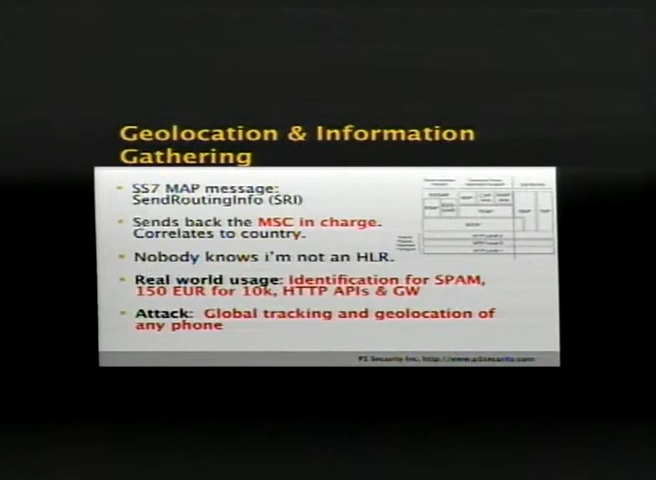 Geolocation & Information
Gathering
SS7 MAP message:
SendRoutingInfo (SRI)
Sends back the MSC in charge.
Correlates to country.
Nobody knows i'm not an HLR.
Real world usage: Identification for SPAM,
150 EUR for 10k, HTTP APIs & GW
Attack: Global tracking and geolocation of
any phone
P1 Security Inc, http://www.p1security.com